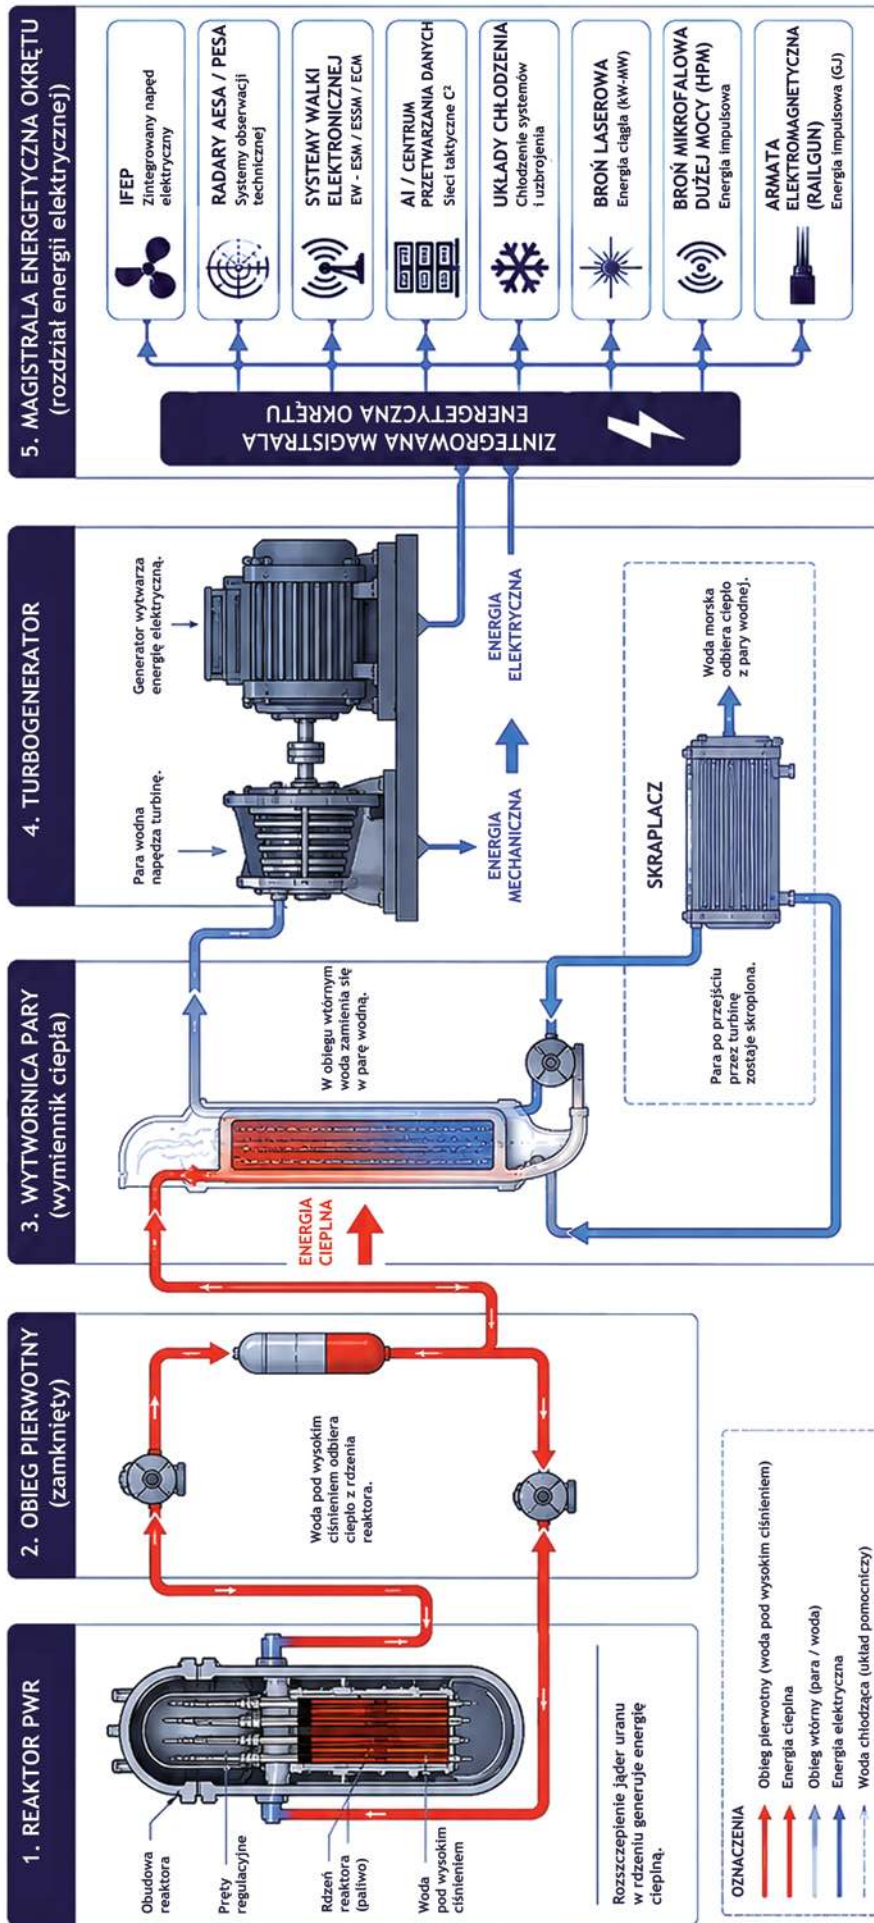 1. REAKTOR PWR
Obudowa
reaktora
Pręty
regulacyjne
Rdzeń
reaktora
(paliwo)
Woda
pod wysokim
ciśnieniem
Rozszczepienie jąder uranu
w rdzeniu generuje energię
cieplną.
2. OBIEG PIERWOTNY
(zamknięty)
Woda pod wysokim
ciśnieniem odbiera
ciepło z rdzenia
reaktora.
3. WYTWORNICA PARY
(wymiennik ciepła)
ENERGIA
CIEPLNA
W obiegu wtórnym
woda zamienia się
w parę wodną.
4. TURBOGENERATOR
Para wodna
napędza turbinę.
Generator wytwarza
energię elektryczną.
ENERGIA
MECHANICZNA
ENERGIA
ELEKTRYCZNA
SKRAPLACZ
Para po przejściu
przez turbinę
zostaje skroplona.
Woda morska
odbiera ciepło
z pary wodnej.
5. MAGISTRALA ENERGETYCZNA OKRĘTU
(rozdział energii elektrycznej)
ZINTEGROWANA MAGISTRALA
ENERGETYCZNA OKRĘTU
IFEP
Zintegrowany napęd
elektryczny
RADARY AESA / PESA
Systemy obserwacji
technicznej
SYSTEMY WALKI
ELEKTRONICZNEJ
EW - ESM / ESSM / ECM
AI / CENTRUM
PRZETWARZANIA DANYCH
Sieci taktyczne C²
UKŁADY CHŁODZENIA
Chłodzenie systemów
i uzbrojenia
BROŃ LASEROWA
Energia ciągła (kW-MW)
BROŃ MIKROFALOWA
DUŻEJ MOCY (HPM)
Energia impulsowa
ARMATA
ELEKTROMAGNETYCZNA
(RAILGUN)
Energia impulsowa (GJ)
OZNACZENIA
Obieg pierwotny (woda pod wysokim ciśnieniem)
Energia cieplna
Obieg wtórny (para / woda)
Energia elektryczna
Woda chłodząca (układ pomocniczy)